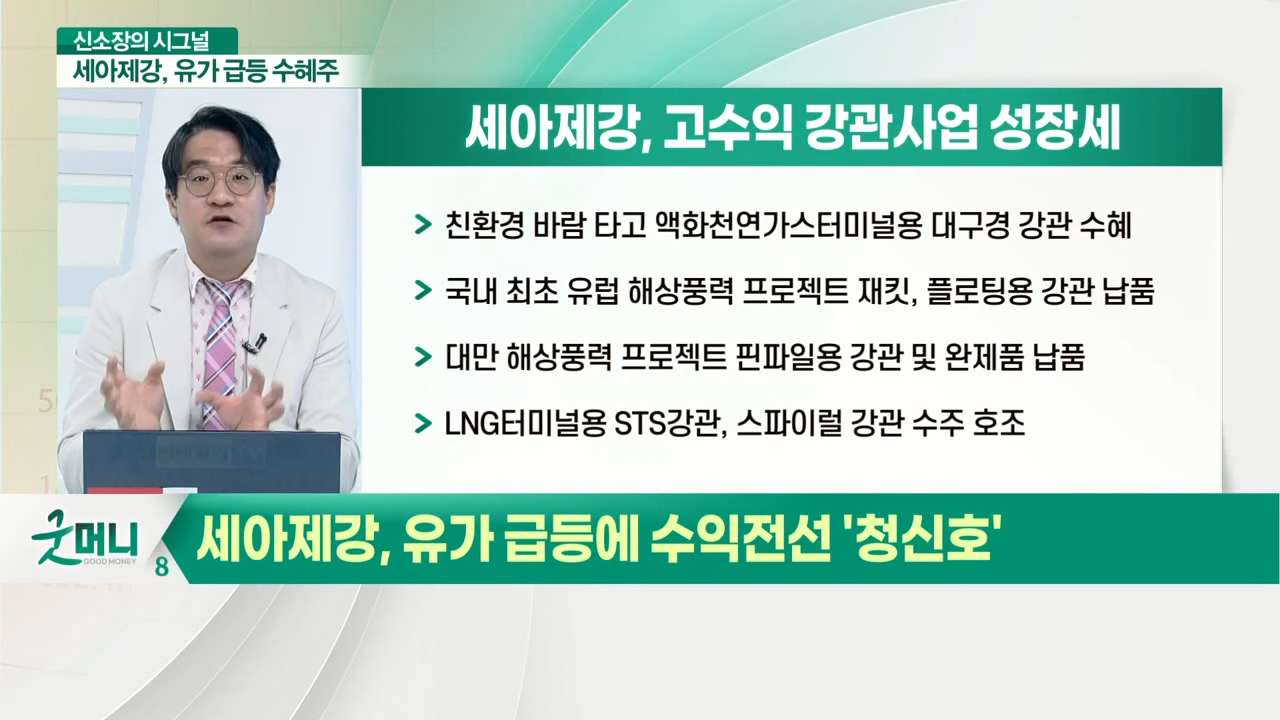 신소장의 시그널
세아제강, 유가 급등 수혜주
세아제강, 고수익 강관사업 성장세
> 친환경 바람 타고 액화천연가스터미널용 대구경 강관 수혜
> 국내 최초 유럽 해상풍력 프로젝트 재킷, 플로팅용 강관 납품
> 대만 해상풍력 프로젝트 핀파일용 강관 및 완제품 납품
> LNG터미널용 STS강관, 스파이럴 강관 수주 호조
굿머니
GOOD MONEY
8
세아제강, 유가 급등에 수익전선 '청신호'